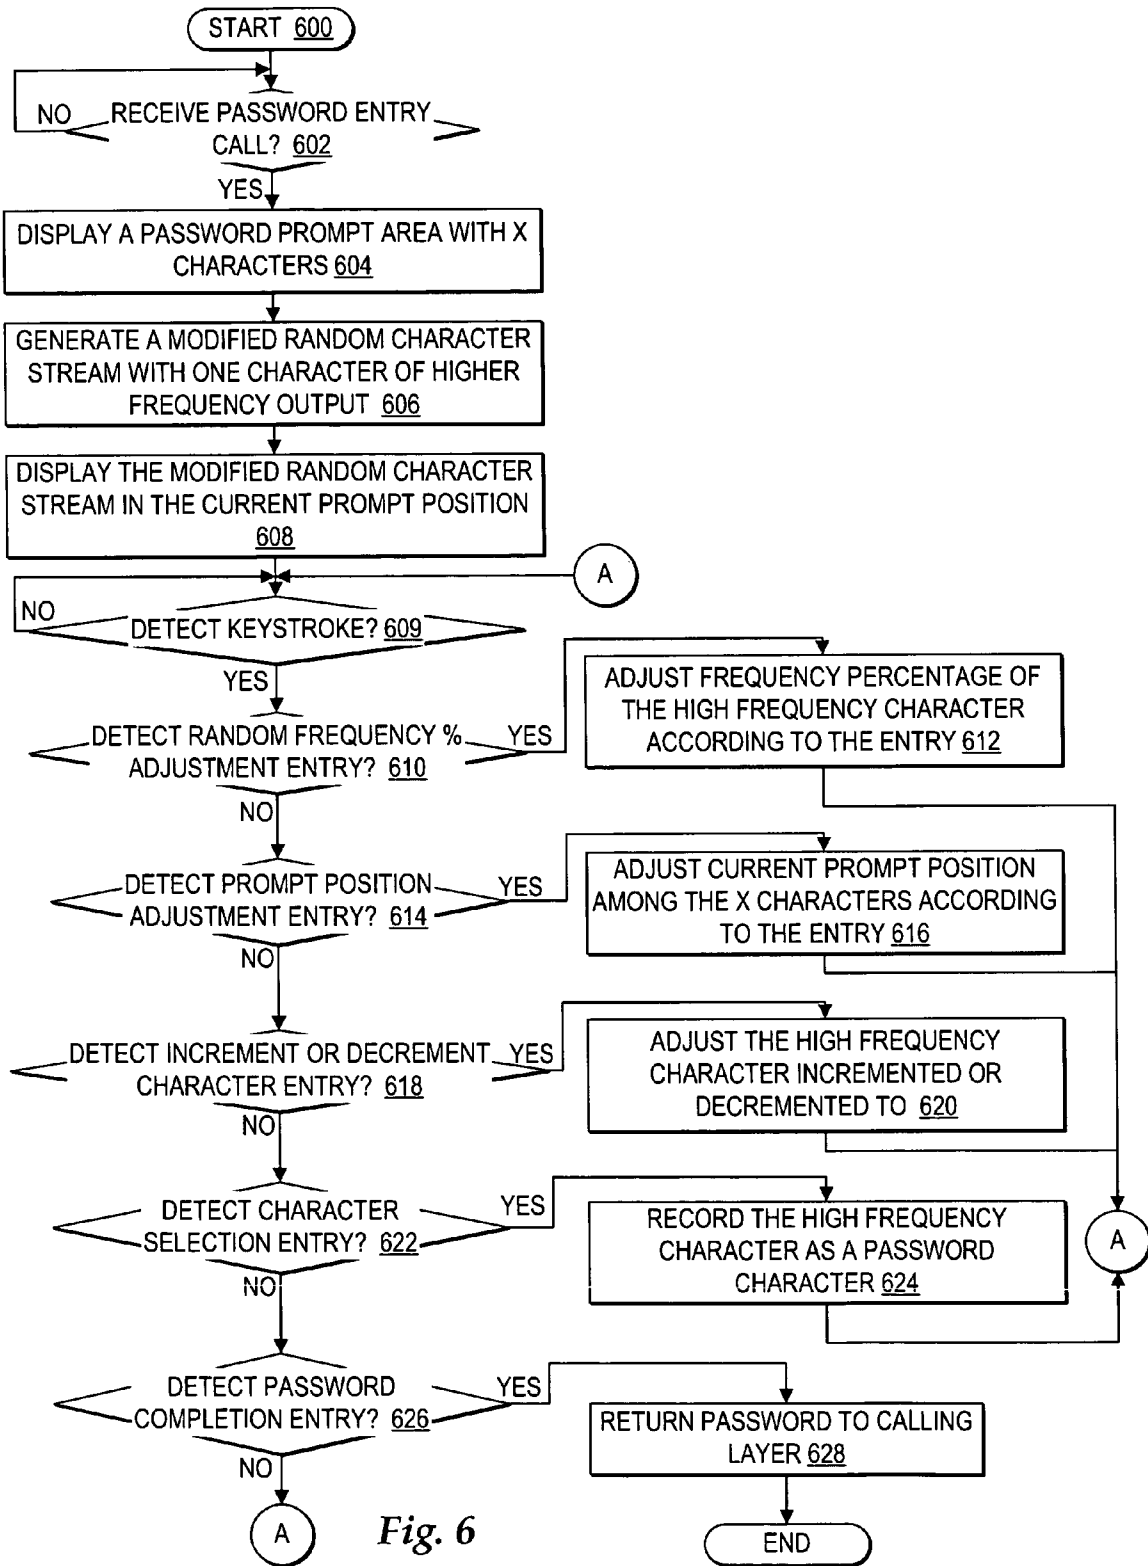 START 600
NO
RECEIVE PASSWORD ENTRY
CALL? 602
YES
DISPLAY A PASSWORD PROMPT AREA WITH X
CHARACTERS 604
GENERATE A MODIFIED RANDOM CHARACTER
STREAM WITH ONE CHARACTER OF HIGHER
FREQUENCY OUTPUT 606
DISPLAY THE MODIFIED RANDOM CHARACTER
STREAM IN THE CURRENT PROMPT POSITION
608
A
NO
DETECT KEYSTROKE? 609
YES
DETECT RANDOM FREQUENCY %
ADJUSTMENT ENTRY? 610
YES
ADJUST FREQUENCY PERCENTAGE OF
THE HIGH FREQUENCY CHARACTER
ACCORDING TO THE ENTRY 612
NO
DETECT PROMPT POSITION
ADJUSTMENT ENTRY? 614
YES
ADJUST CURRENT PROMPT POSITION
AMONG THE X CHARACTERS ACCORDING
TO THE ENTRY 616
NO
DETECT INCREMENT OR DECREMENT
CHARACTER ENTRY? 618
YES
ADJUST THE HIGH FREQUENCY
CHARACTER INCREMENTED OR
DECREMENTED TO 620
NO
DETECT CHARACTER
SELECTION ENTRY? 622
YES
RECORD THE HIGH FREQUENCY
CHARACTER AS A PASSWORD
CHARACTER 624
A
NO
DETECT PASSWORD
COMPLETION ENTRY? 626
YES
RETURN PASSWORD TO CALLING
LAYER 628
NO
A
Fig. 6
END